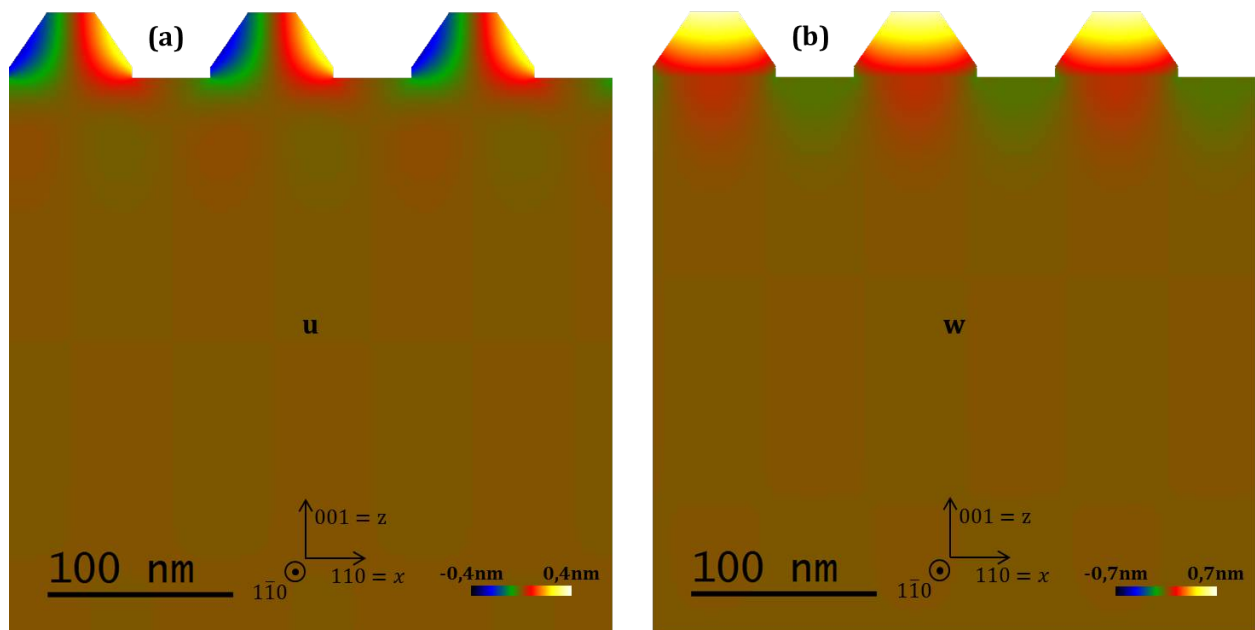 (a)
u
001 = z
110 = x
11̄0
100 nm
-0,4nm 0,4nm
(b)
w
001 = z
110 = x
11̄0
100 nm
-0,7nm 0,7nm